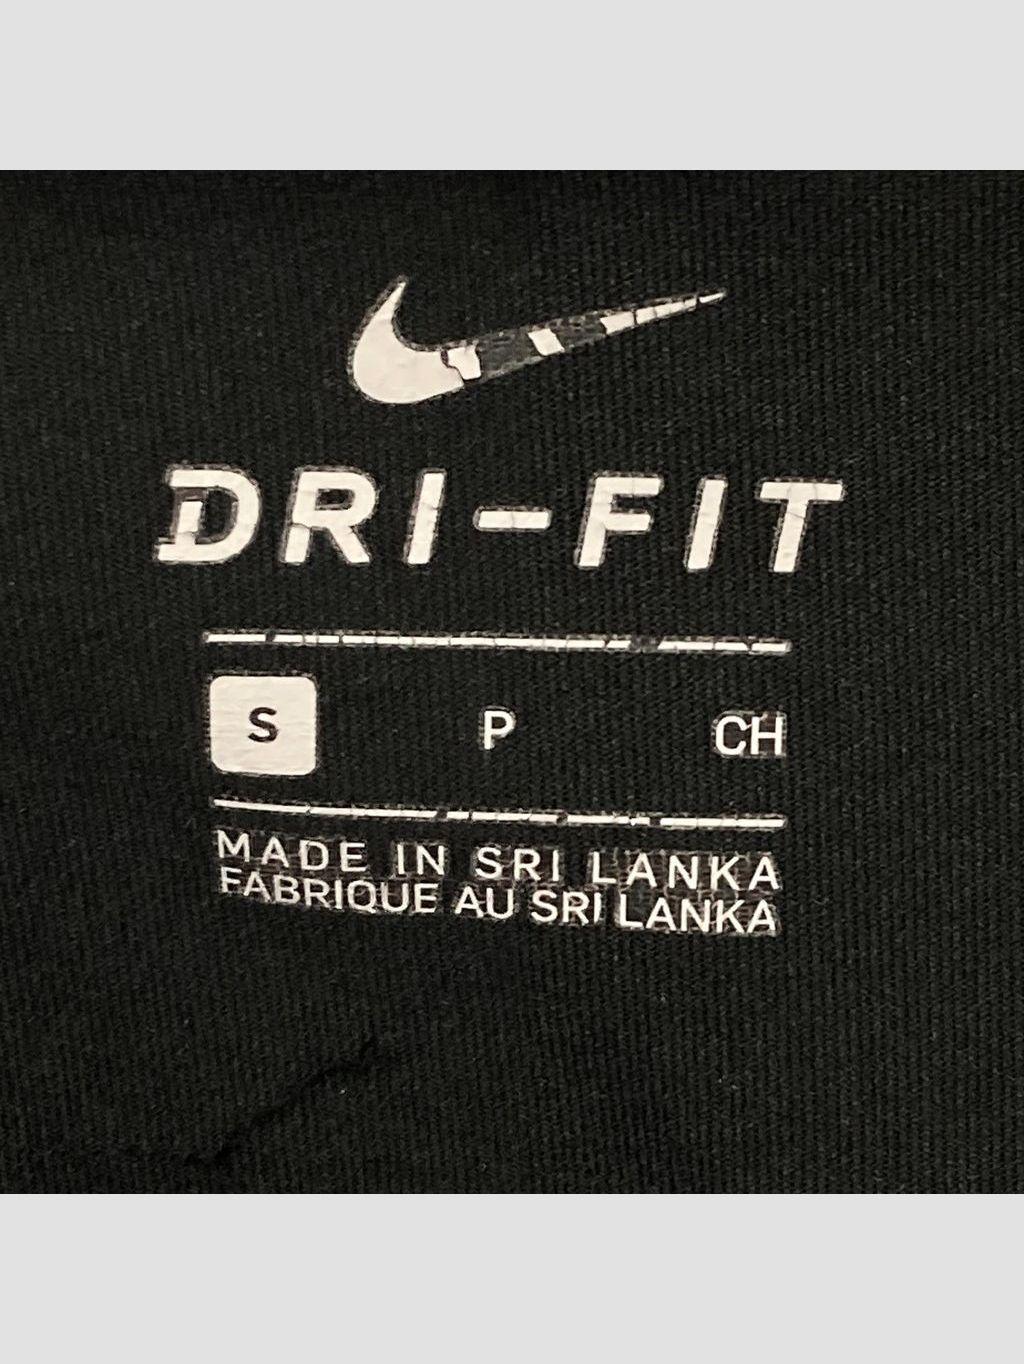 DRI-FIT
S P CH
MADE IN SRI LANKA
FABRIQUE AU SRI LANKA